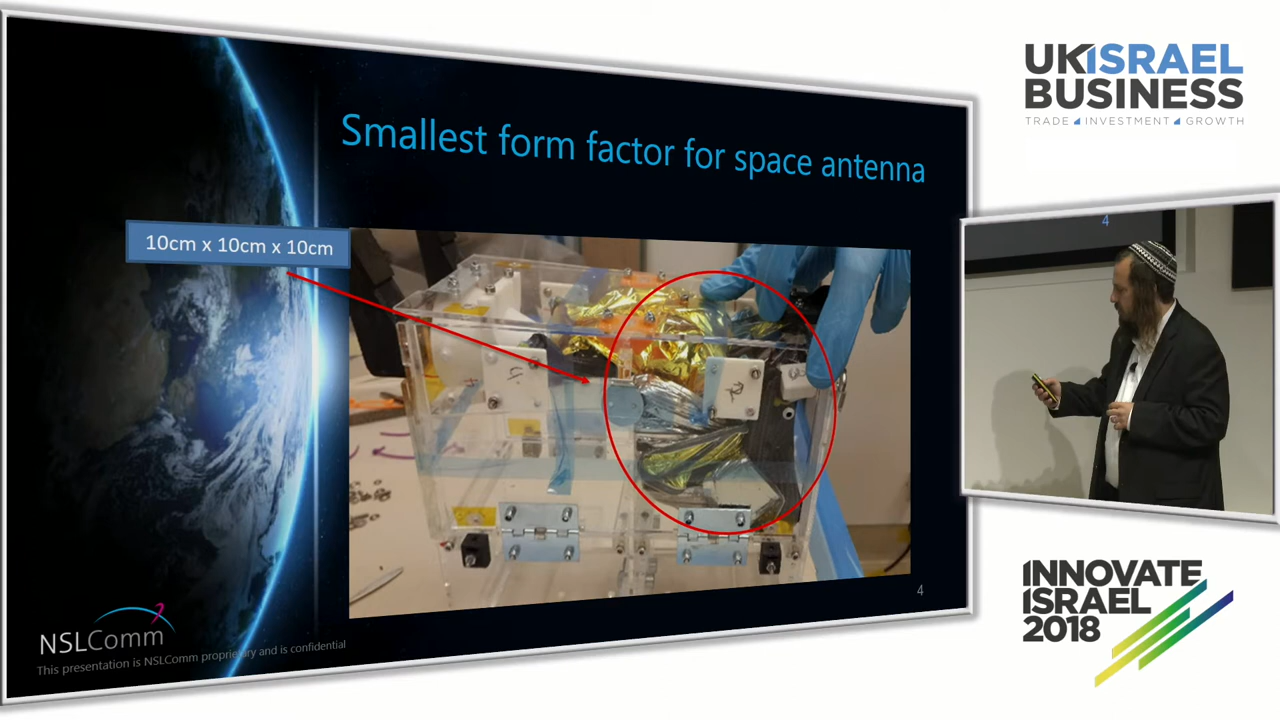 Smallest form factor for space antenna
10cm x 10cm x 10cm
4
NSLComm
This presentation is NSLComm proprietary and is confidential
UKISRAEL
BUSINESS
TRADE INVESTMENT GROWTH
4
INNOVATE
ISRAEL
2018